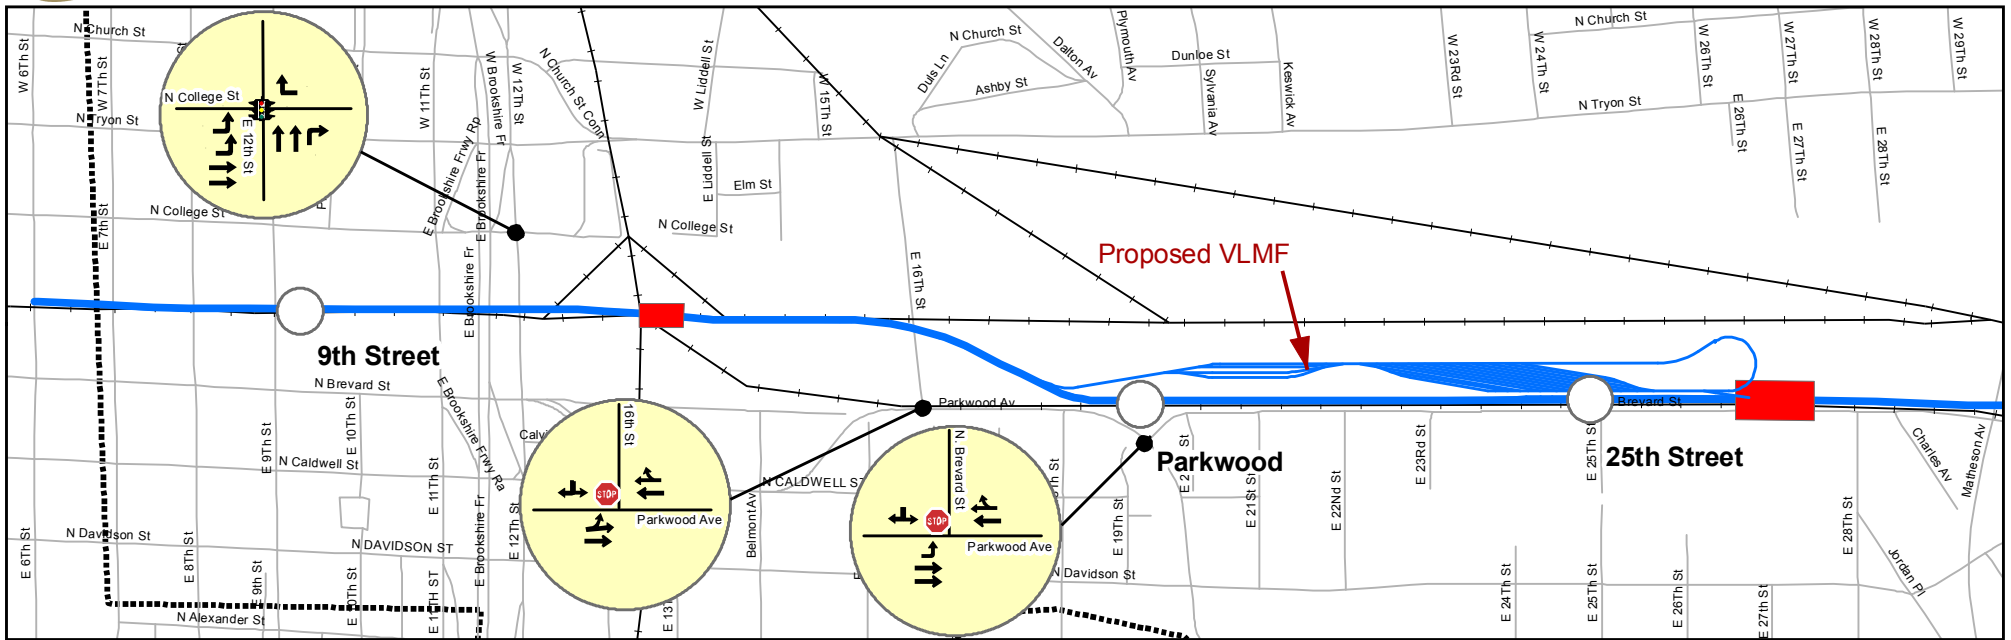 N Church St
W 6Th St
W 7Th St
St
W 11Th St
W Brookshire Fr
W 12Th St
N Church St Conn
W Liddell St
W 15Th St
Duls Ln
N Church St
Dalton Av
Ashby St
Plymouth Av
Dunloe St
Sylvania Av
Keswick Av
W 23Rd St
W 24Th St
N Church St
W 26Th St
W 27Th St
W 28Th St
W 29Th St
N College St
E 12th St
N Tryon St
N Tryon St
E 26Th St
E 27Th St
E 28Th St
E Brookshire Frwy Rp
E Brookshire Fr
E Liddell St
Elm St
E 7th St
N College St
P
N College St
E 16Th St
Proposed VLMF
E Brookshire Fr
9th Street
N Brevard St
E Brookshire Frwy Ra
Parkwood Av
Brevard St
Parkwood
25th Street
E 9Th St
E 10Th St
N Caldwell St
E 11Th St
Calvi
16th St
STOP
Parkwood Ave
N CALDWELL ST
N. Brevard St
STOP
Parkwood Ave
E 19Th St
E 21St St
E 22Nd St
E 23Rd St
E 25Th St
Charles Av
Matheson Av
E 6Th St
N Davidson St
E 8Th St
E 9th St
N DAVIDSON ST
E 10Th St
E 11TH ST
E Brookshire Fr
E 12Th St
Belmont Av
E 13
N Davidson St
E 24Th St
E 25Th St
E 26Th St
E 27th St
E 28Th St
Jordan Pl
N Alexander St